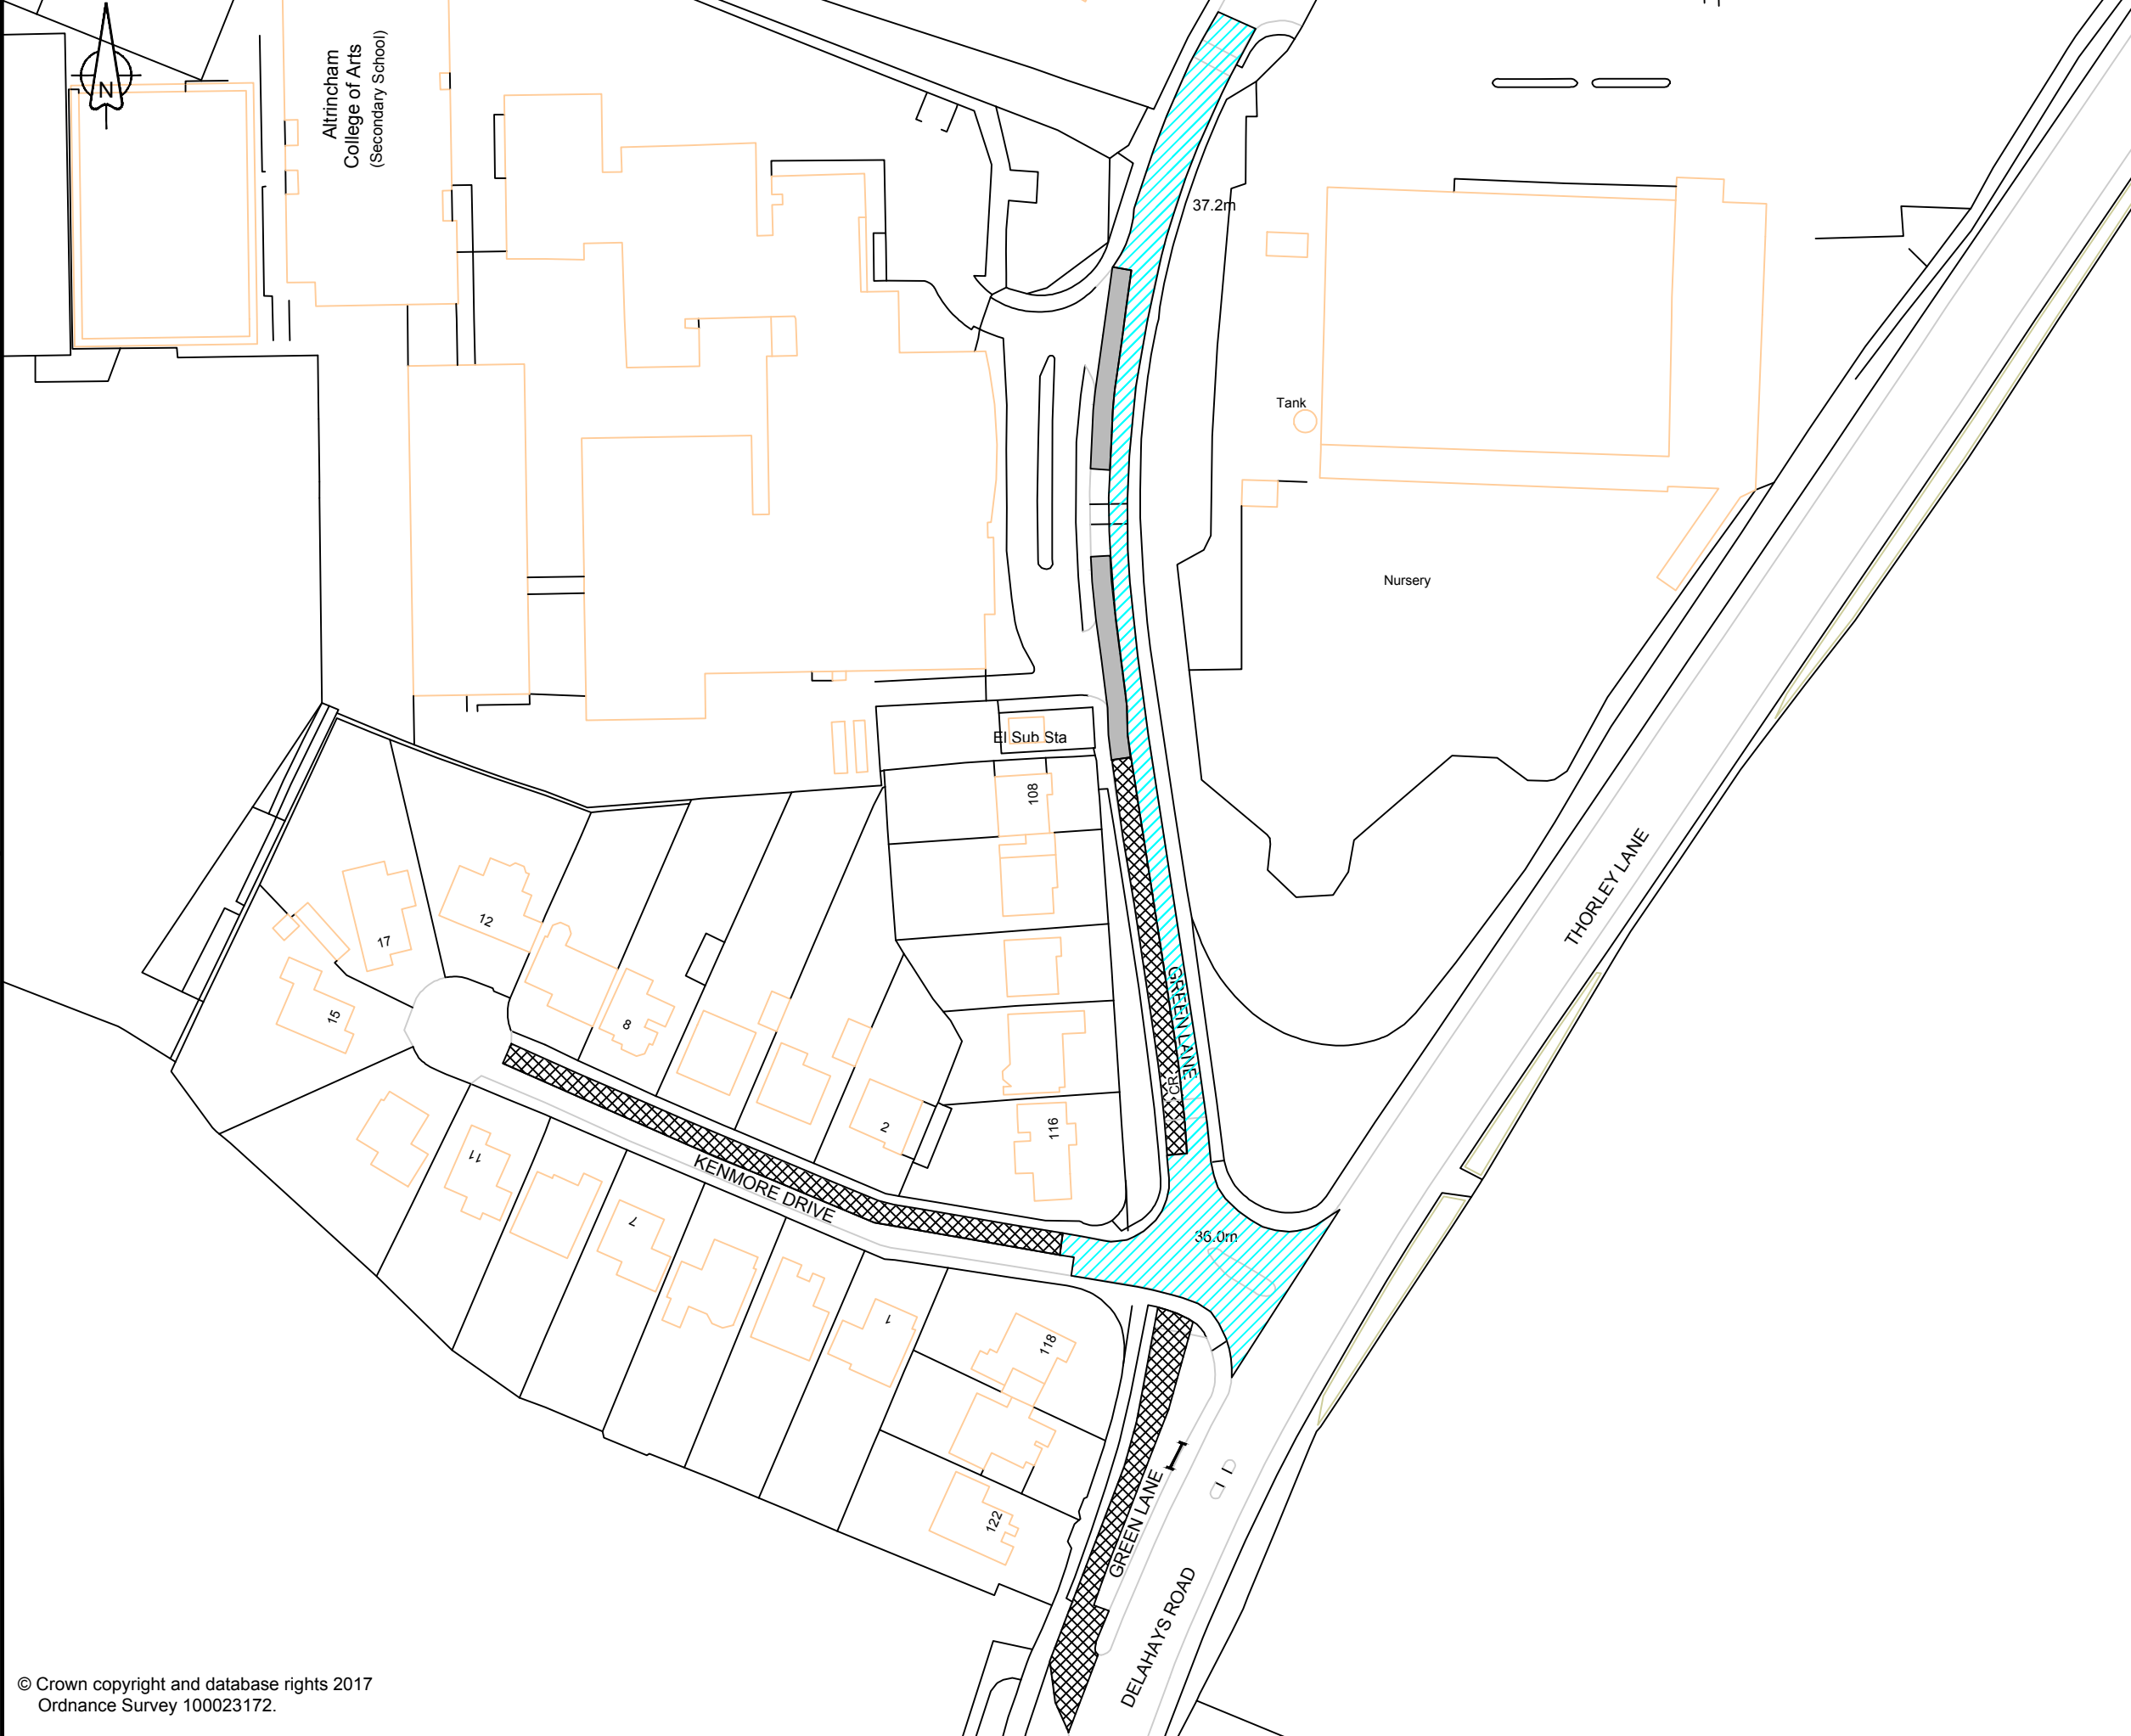 N
Altrincham
College of Arts
(Secondary School)
37.2m
Tank
Nursery
El Sub Sta
108
THORLEY LANE
17
12
15
8
GREEN LANE
CR
2
116
11
KENMORE DRIVE
7
36.0m
1
118
122
GREEN LANE
DELAHAYS ROAD
© Crown copyright and database rights 2017
Ordnance Survey 100023172.